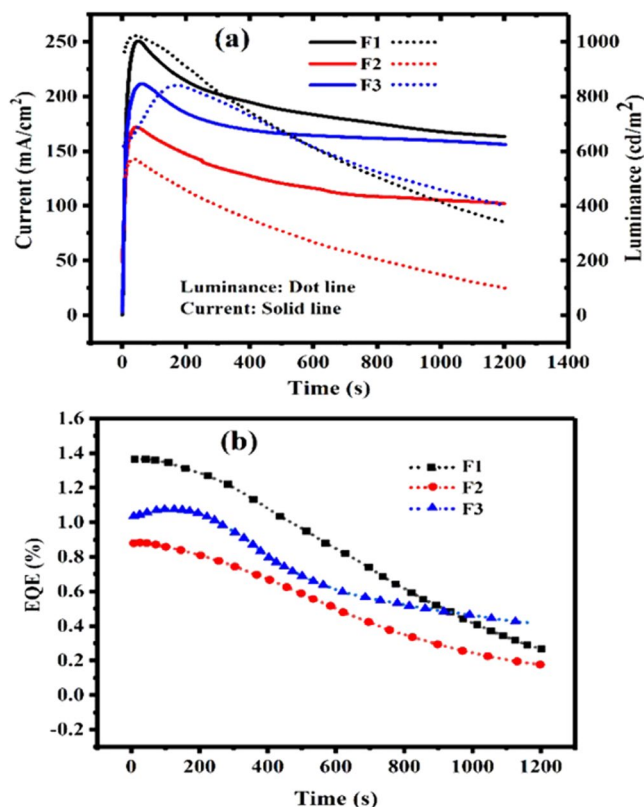 (a)
F1
F2
F3
250
200
150
100
50
0
Current (mA/cm²)
1000
800
600
400
200
0
Luminance (cd/m²)
Luminance: Dot line
Current: Solid line
0 200 400 600 800 1000 1200 1400
Time (s)
(b)
F1
F2
F3
1.6
1.4
1.2
1.0
0.8
0.6
0.4
0.2
0.0
-0.2
EQE (%)
0 200 400 600 800 1000 1200
Time (s)